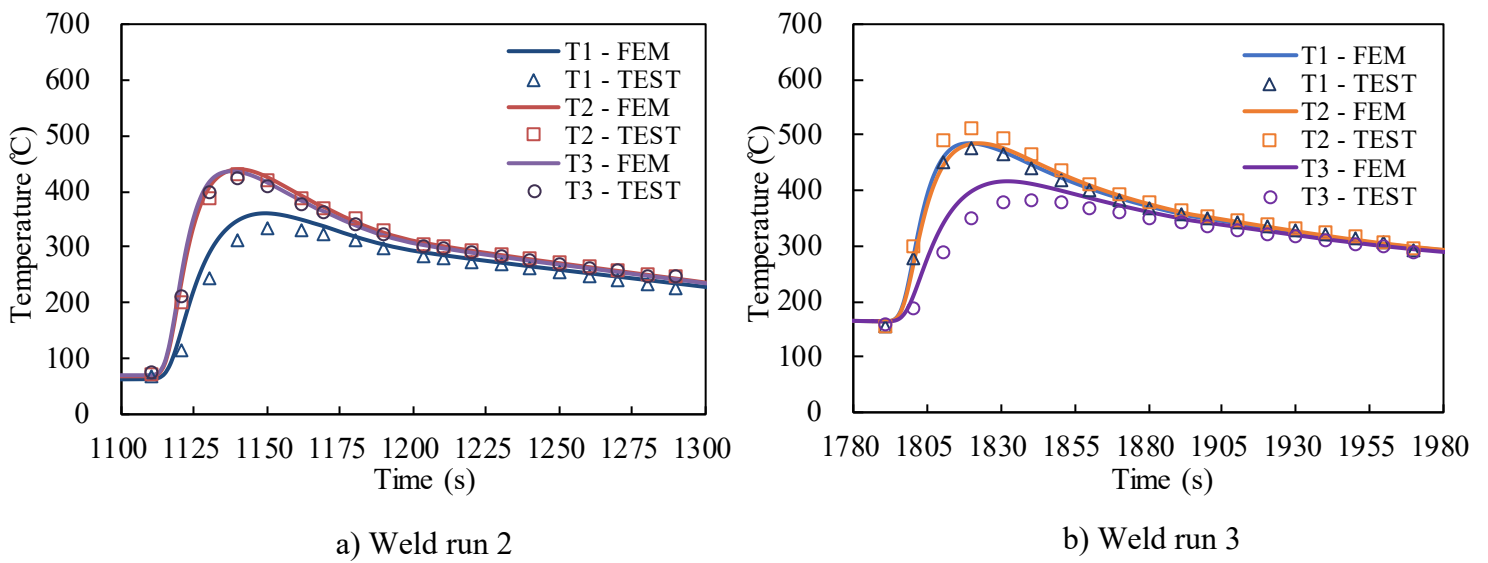 700
600
500
400
300
200
100
0
Temperature (℃)
T1 - FEM
T1 - TEST
T2 - FEM
T2 - TEST
T3 - FEM
T3 - TEST
1100 1125 1150 1175 1200 1225 1250 1275 1300
Time (s)
a) Weld run 2
700
600
500
400
300
200
100
0
Temperature (℃)
T1 - FEM
T1 - TEST
T2 - FEM
T2 - TEST
T3 - FEM
T3 - TEST
1780 1805 1830 1855 1880 1905 1930 1955 1980
Time (s)
b) Weld run 3